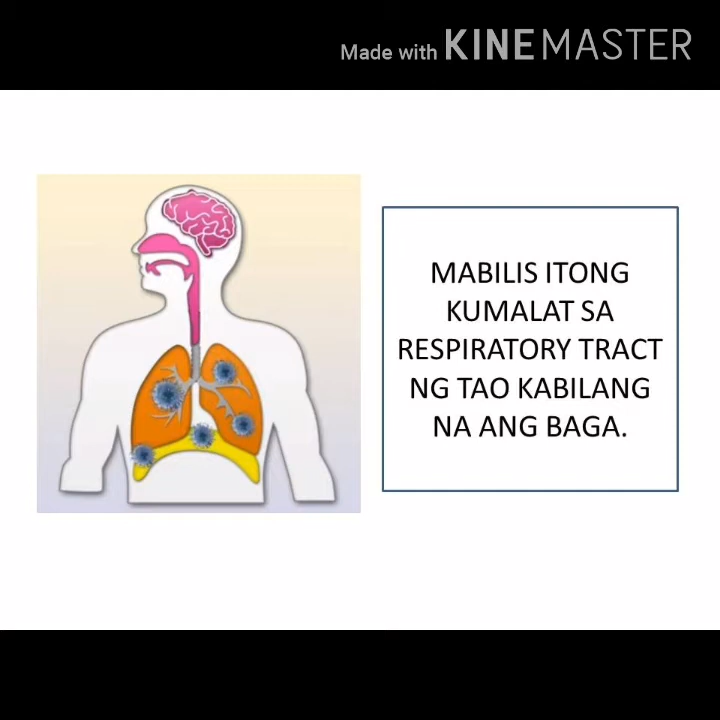 Made with KINEMASTER
MABILIS ITONG
KUMALAT SA
RESPIRATORY TRACT
NG TAO KABILANG
NA ANG BAGA.